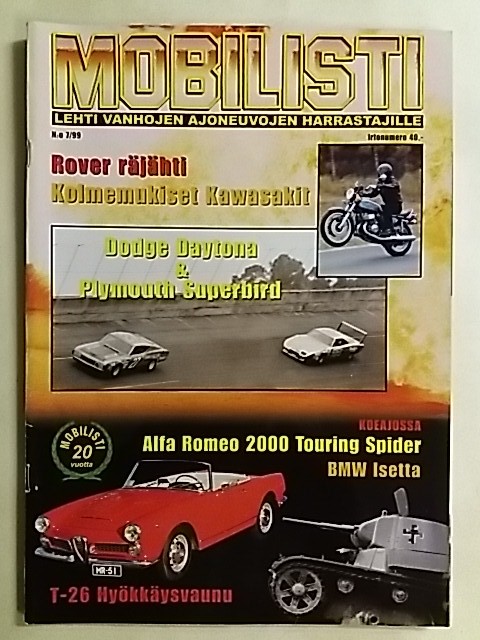 MOBILISTI
LEHTI VANHOJEN AJONEUVOJEN HARRASTAJILLE
N:o 7/99
Irtonumero 40,-
Rover räjähti
Kolmemukiset Kawasakit
Dodge Daytona
&
Plymouth Superbird
KOEAJOSSA
Alfa Romeo 2000 Touring Spider
BMW Isetta
MOBILISTI
20
vuotta
MR-51
T-26 Hyökkäysvaunu